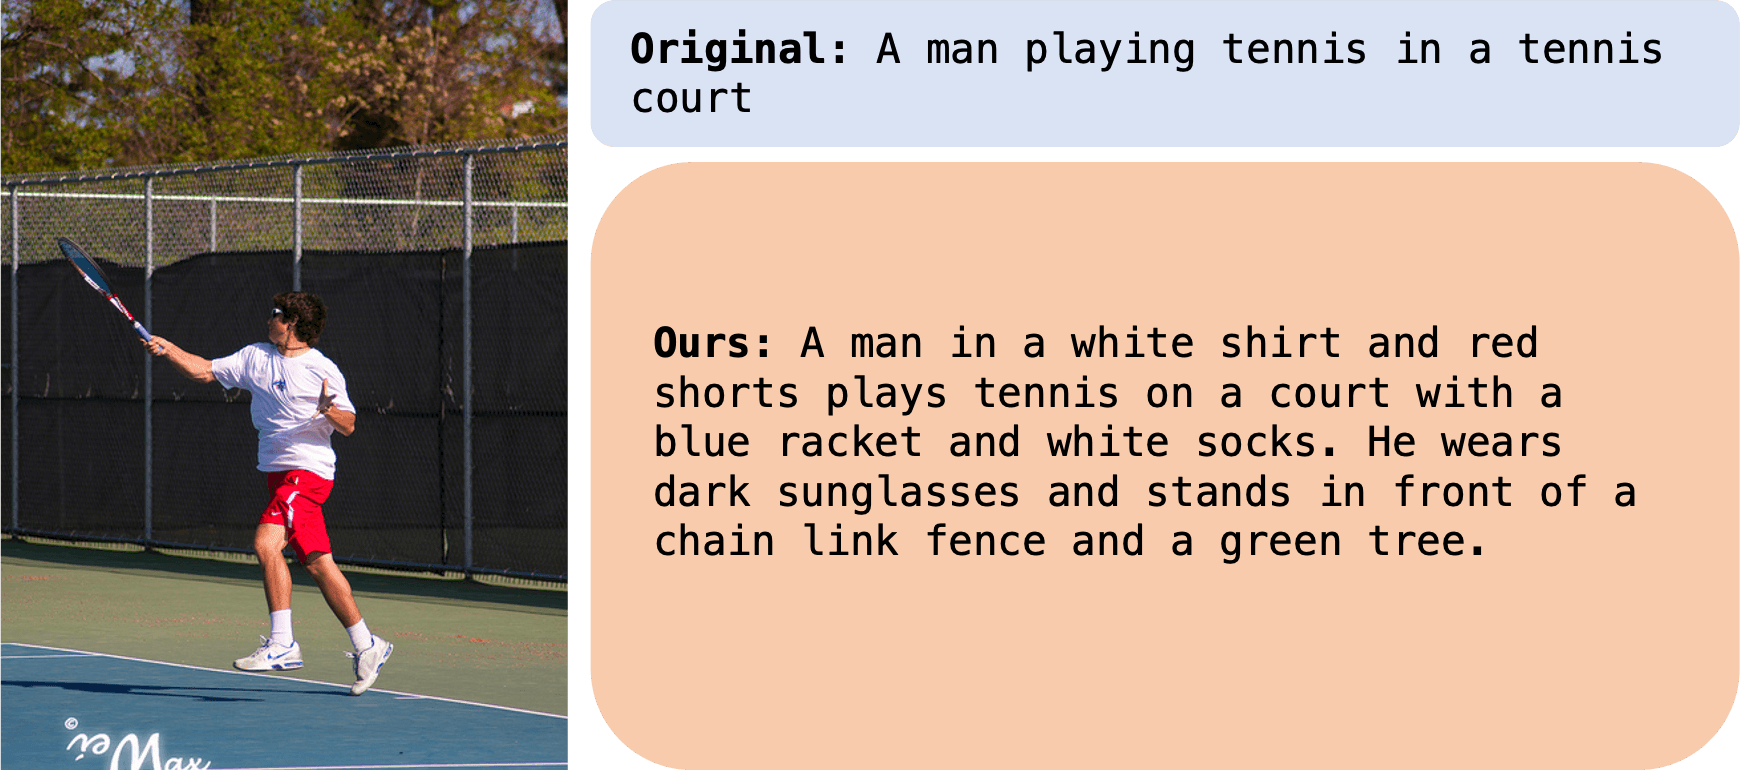 Original: A man playing tennis in a tennis
court
Ours: A man in a white shirt and red
shorts plays tennis on a court with a
blue racket and white socks. He wears
dark sunglasses and stands in front of a
chain link fence and a green tree.
© Max
Wei